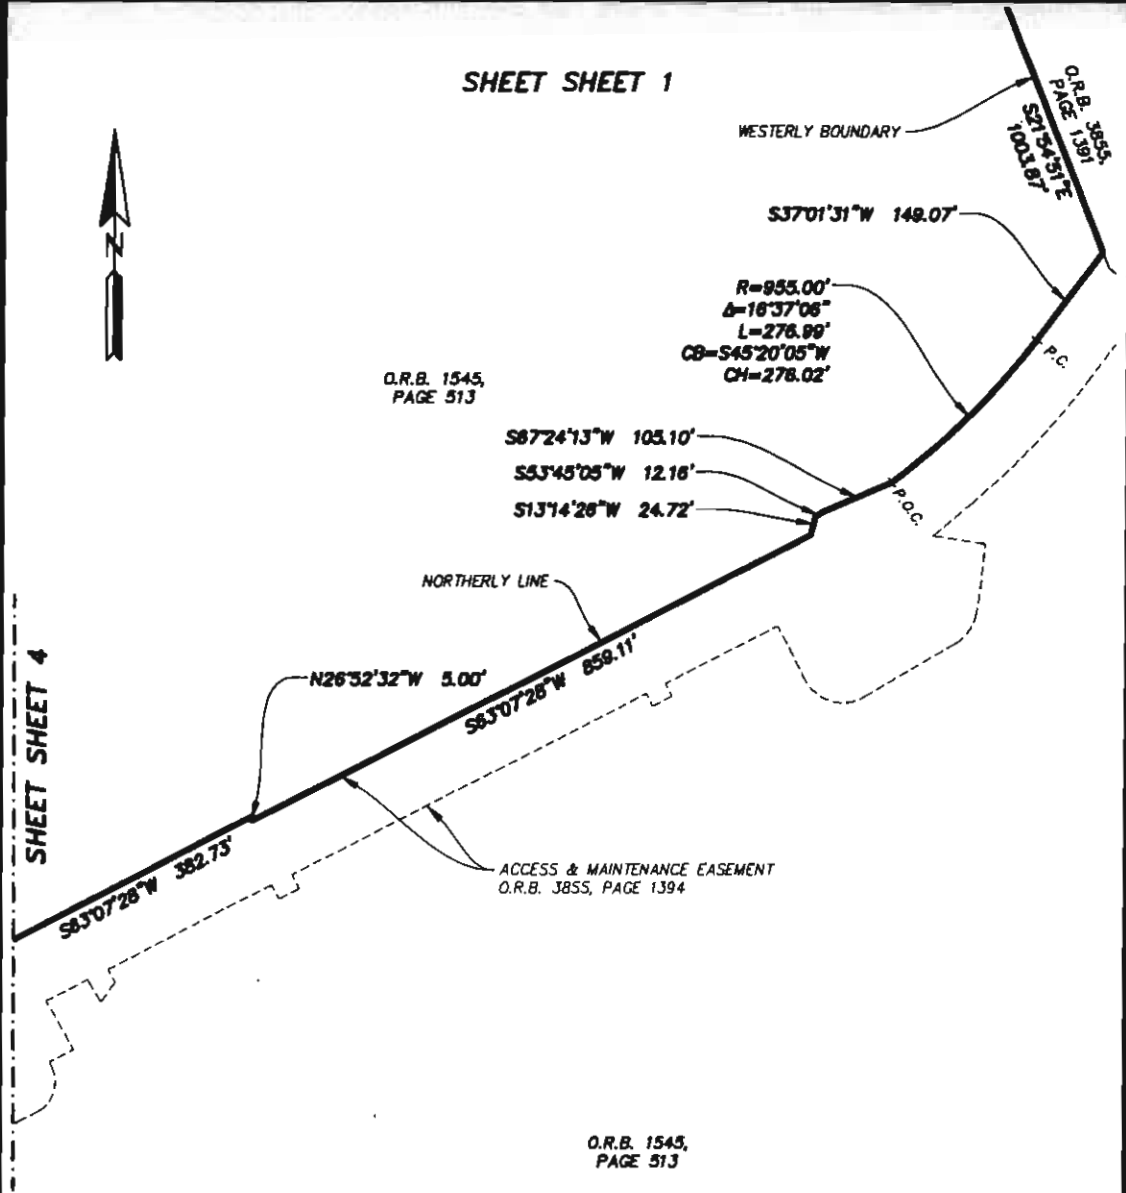 SHEET SHEET 1
O.R.B. 3855,
PAGE 1391
S21°54'51"E
1003.87'
WESTERLY BOUNDARY
N
S37°01'31"W 149.07'
R=955.00'
Δ=16°37'06"
L=276.99'
CB=S45°20'05"W
CH=276.02'
P.C.
O.R.B. 1545,
PAGE 513
S67°24'13"W 105.10'
S53°45'05"W 12.16'
S13°14'26"W 24.72'
P.O.C.
NORTHERLY LINE
SHEET SHEET 4
N26°52'32"W 5.00'
S63°07'28"W 859.11'
S63°07'28"W 382.73'
ACCESS & MAINTENANCE EASEMENT
O.R.B. 3855, PAGE 1394
O.R.B. 1545,
PAGE 513